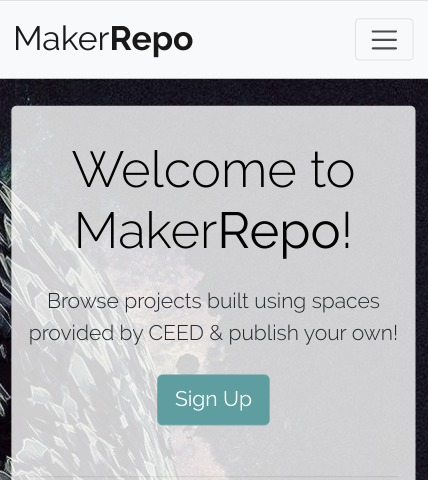 MakerRepo
Welcome to
MakerRepo!
Browse projects built using spaces
provided by CEED & publish your own!
Sign Up